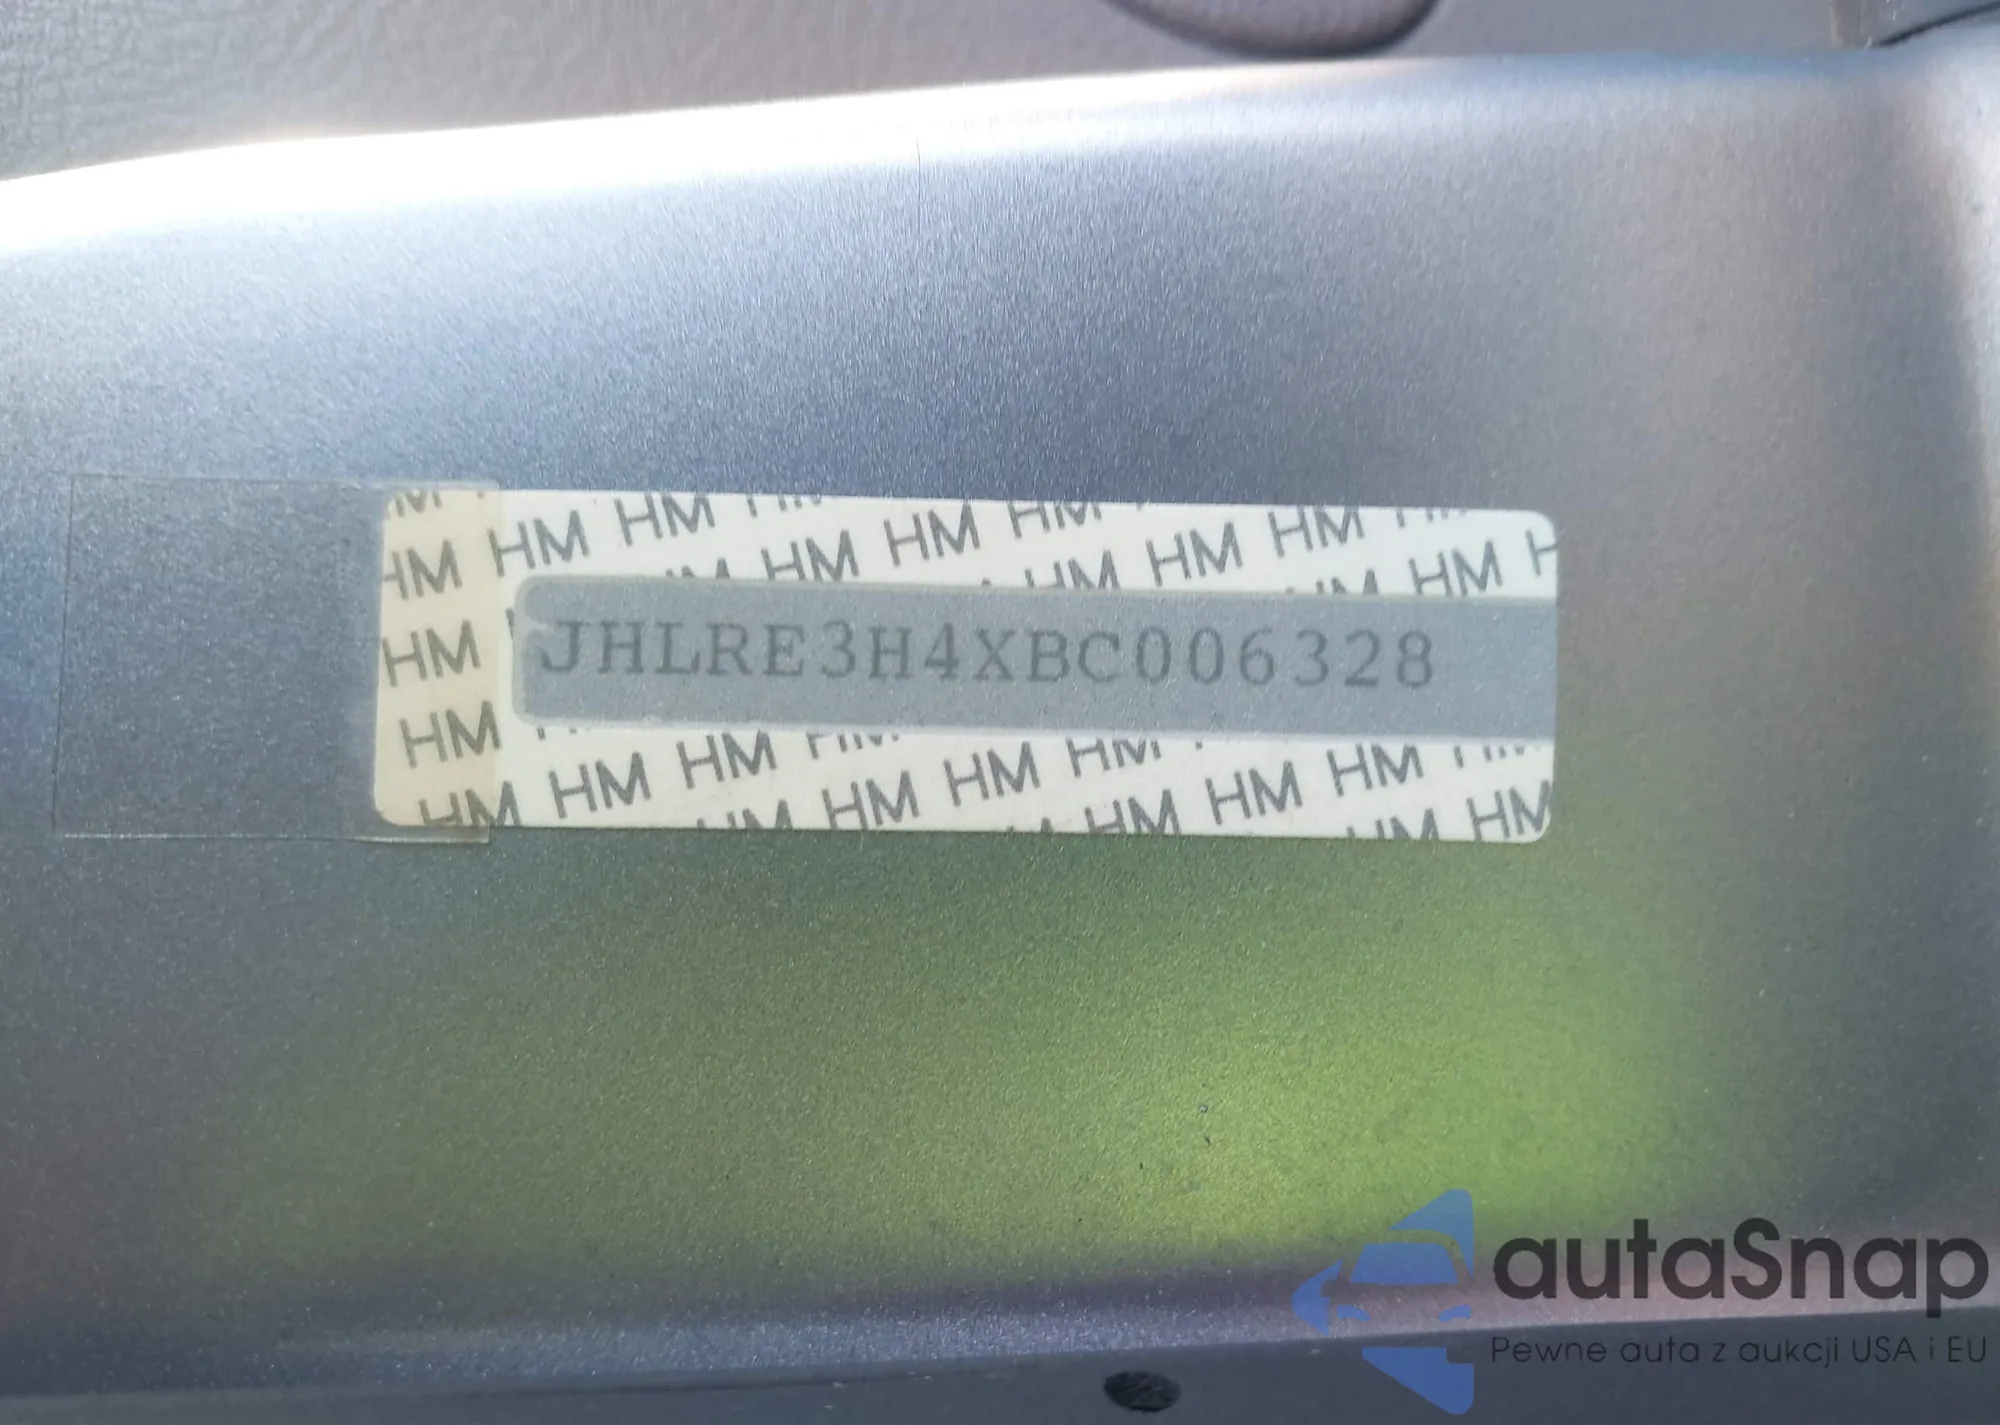 HM HM
HM HM HM HM HM HM
HM HM HM HM
JHLRE3H4XBC006328
HM
HM HM HM HM HM
HM HM HM HM HM HM
autaSnap
Pewne auta z aukcji USA i EU